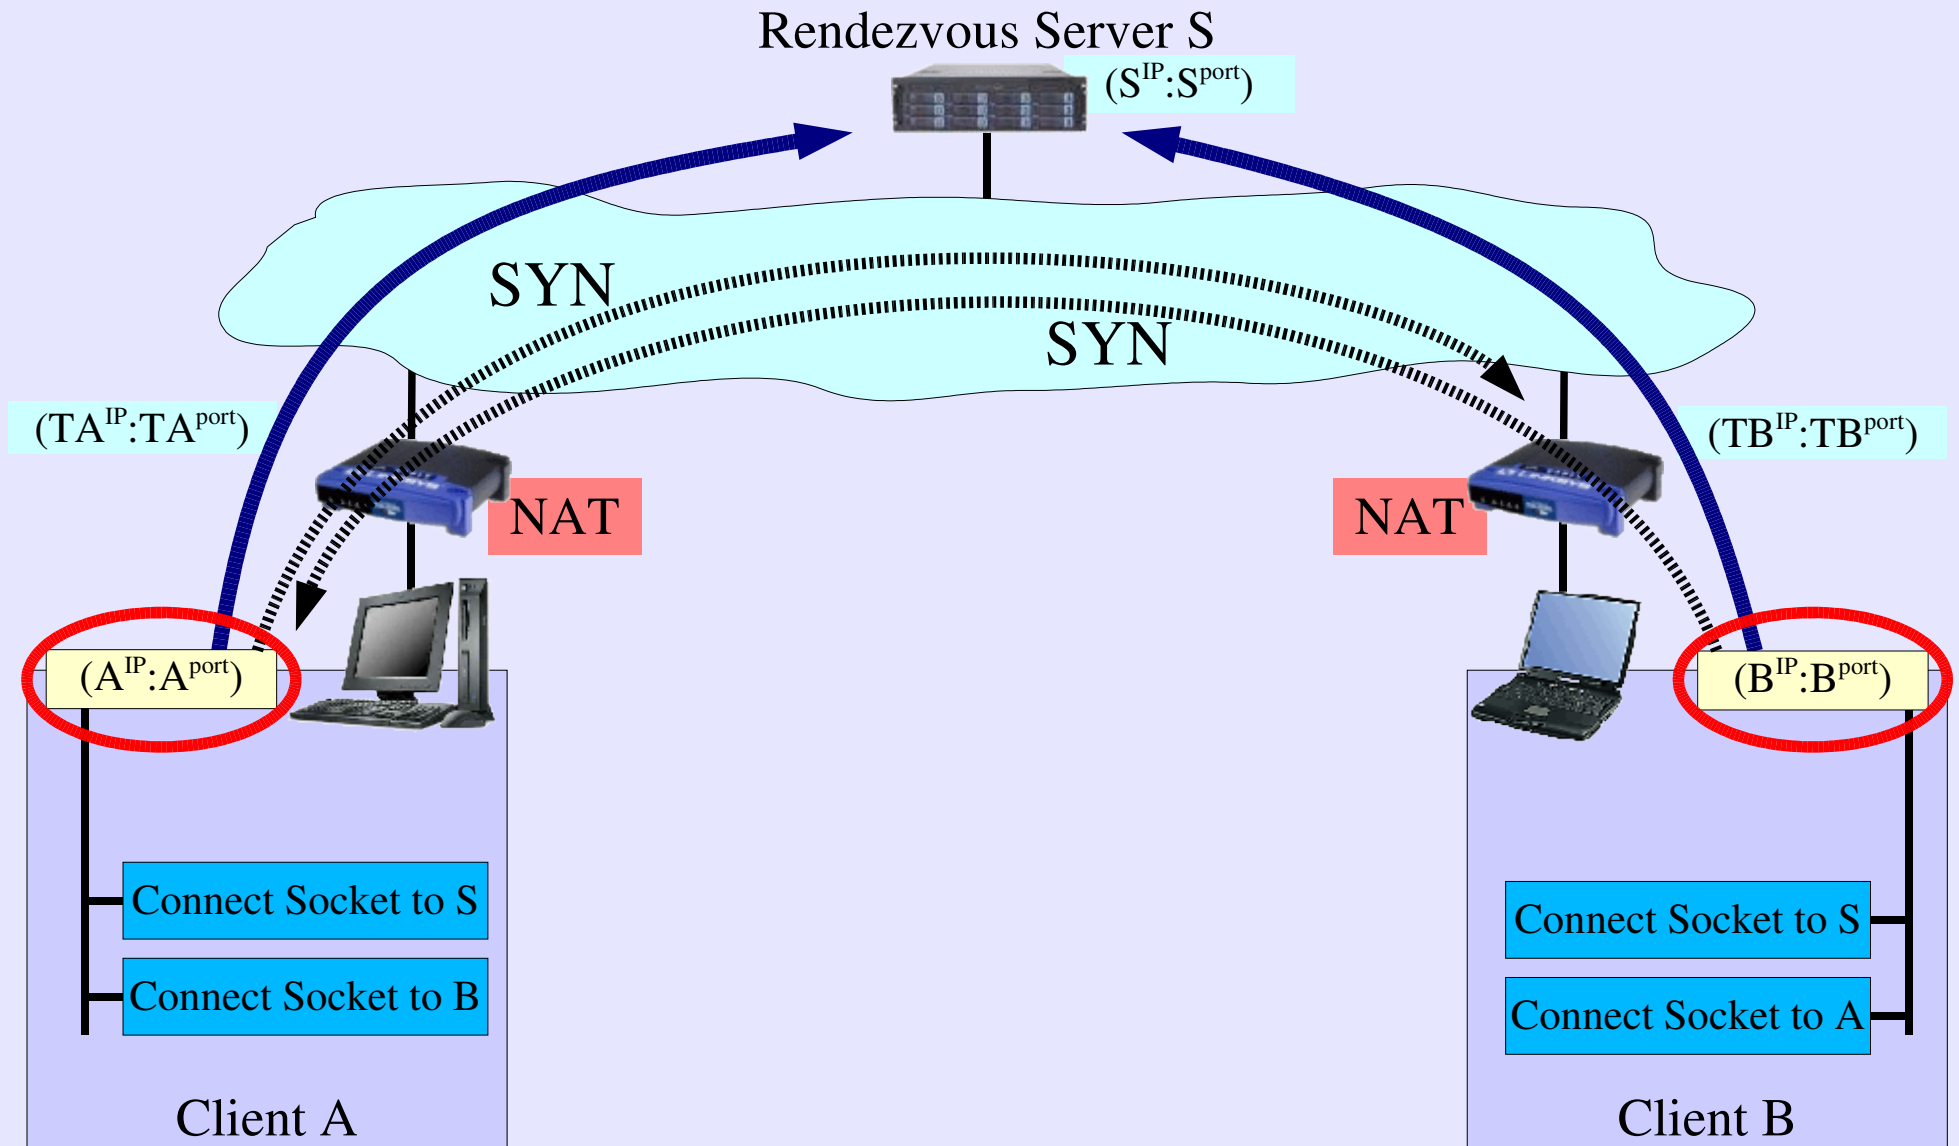 Rendezvous Server S
(S^IP:S^port)
SYN
SYN
(TA^IP:TA^port)
(TB^IP:TB^port)
NAT
NAT
(A^IP:A^port)
(B^IP:B^port)
Connect Socket to S
Connect Socket to B
Connect Socket to S
Connect Socket to A
Client A
Client B